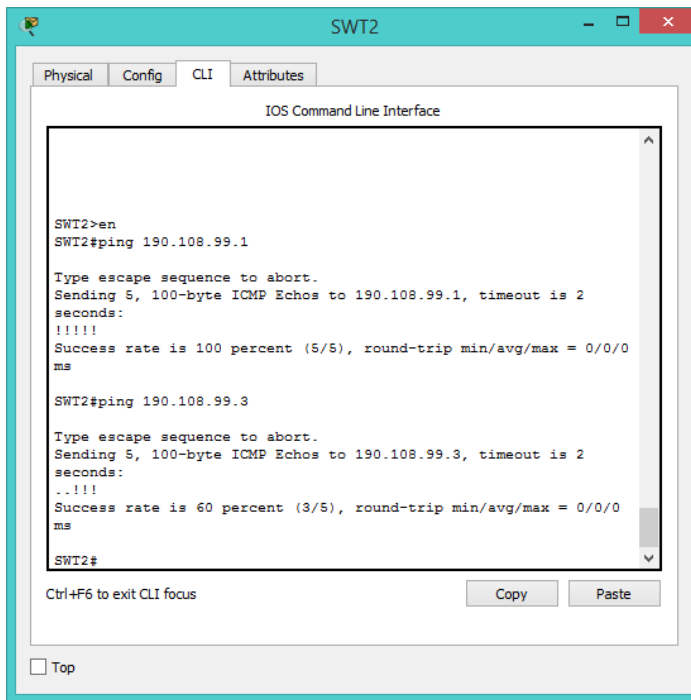 SWT2
Physical Config CLI Attributes
IOS Command Line Interface
SWT2>en
SWT2#ping 190.108.99.1
Type escape sequence to abort.
Sending 5, 100-byte ICMP Echos to 190.108.99.1, timeout is 2
seconds:
!!!!!
Success rate is 100 percent (5/5), round-trip min/avg/max = 0/0/0
ms
SWT2#ping 190.108.99.3
Type escape sequence to abort.
Sending 5, 100-byte ICMP Echos to 190.108.99.3, timeout is 2
seconds:
..!!!
Success rate is 60 percent (3/5), round-trip min/avg/max = 0/0/0
ms
SWT2#
Ctrl+F6 to exit CLI focus Copy Paste
Top